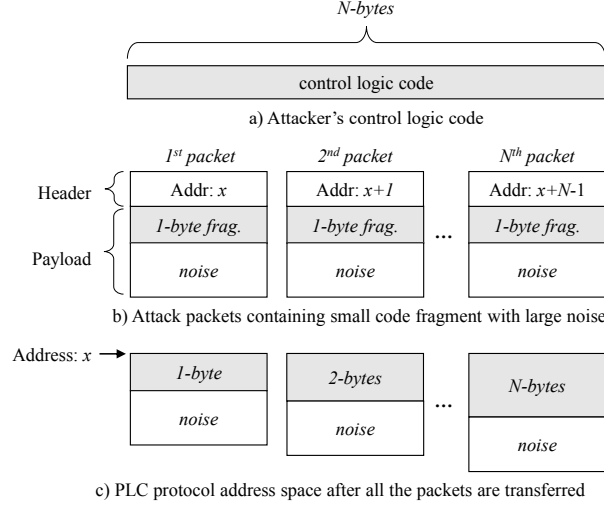 N-bytes
control logic code
a) Attacker's control logic code
1st packet 2nd packet Nth packet
Header Addr: x Addr: x+1 Addr: x+N-1
1-byte frag. 1-byte frag. 1-byte frag.
...
Payload noise noise noise
b) Attack packets containing small code fragment with large noise
Address: x
1-byte 2-bytes N-bytes
...
noise noise noise
c) PLC protocol address space after all the packets are transferred